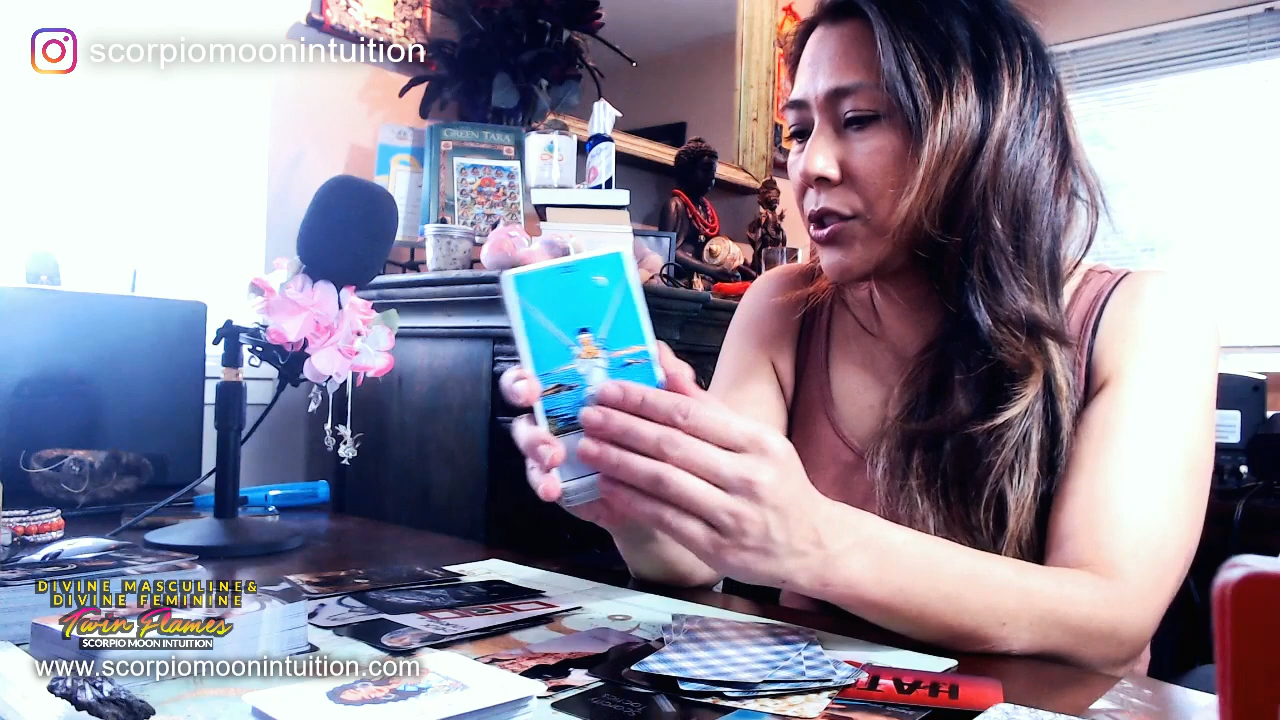 scorpiomoonintuition
GREEN TARA
DIVINE MASCULINE &
DIVINE FEMININE
Twin Flames
SCORPIO MOON INTUITION
www.scorpiomoonintuition.com
HAT